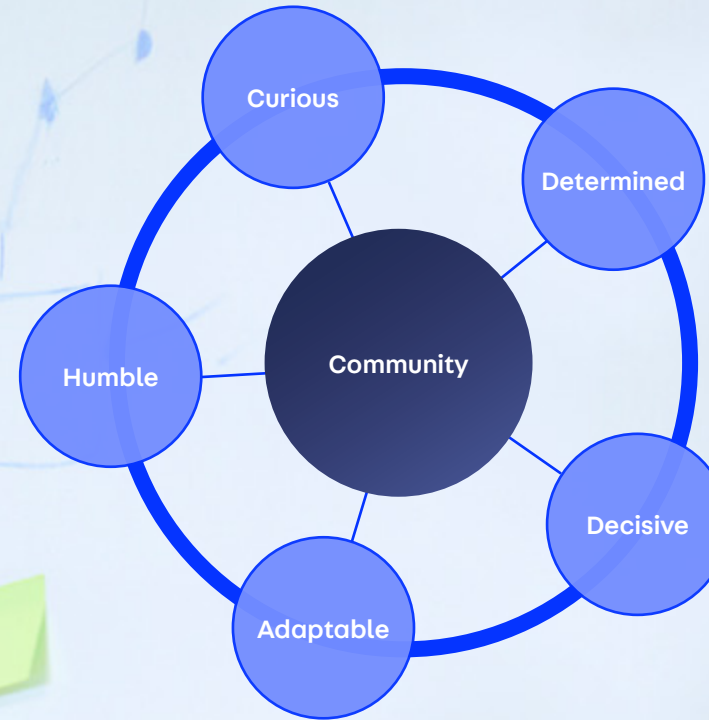 Curious
Determined
Community
Humble
Decisive
Adaptable